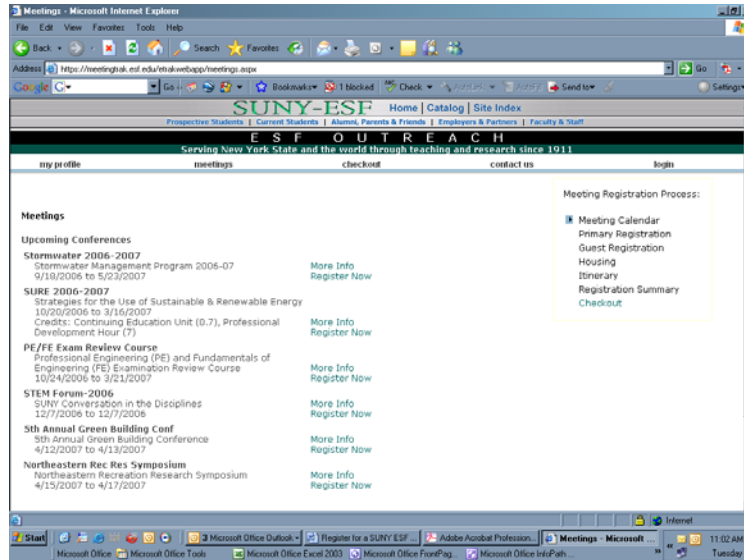 Meetings - Microsoft Internet Explorer
File Edit View Favorites Tools Help
Back Search Favorites
Address https://meetingtrak.esf.edu/etrakwebapp/meetings.aspx Go
Google G Go Bookmarks 1 blocked Check AutoLink AutoFill Send to Settings
SUNY-ESF Home | Catalog | Site Index
Prospective Students | Current Students | Alumni, Parents & Friends | Employers & Partners | Faculty & Staff
ESF OUTREACH
Serving New York State and the world through teaching and research since 1911
my profile meetings checkout contact us login
Meeting Registration Process:
Meeting Calendar
Primary Registration
Guest Registration
Housing
Itinerary
Registration Summary
Checkout
Meetings
Upcoming Conferences
Stormwater 2006-2007
Stormwater Management Program 2006-07 More Info
9/18/2006 to 5/23/2007 Register Now
SURE 2006-2007
Strategies for the Use of Sustainable & Renewable Energy
10/20/2006 to 3/16/2007
Credits: Continuing Education Unit (0.7), Professional More Info
Development Hour (7) Register Now
PE/FE Exam Review Course
Professional Engineering (PE) and Fundamentals of
Engineering (FE) Examination Review Course More Info
10/24/2006 to 3/21/2007 Register Now
STEM Forum-2006
SUNY Conversation in the Disciplines More Info
12/7/2006 to 12/7/2006 Register Now
5th Annual Green Building Conf
5th Annual Green Building Conference More Info
4/12/2007 to 4/13/2007 Register Now
Northeastern Rec Res Symposium
Northeastern Recreation Research Symposium More Info
4/15/2007 to 4/17/2007 Register Now
Internet
Start 3 Microsoft Office Outlook Register for a SUNY ESF ... Adobe Acrobat Profession... Meetings - Microsoft ... 11:02 AM
Microsoft Office Microsoft Office Tools Microsoft Office Excel 2003 Microsoft Office FrontPag... Microsoft Office InfoPath... Tuesday